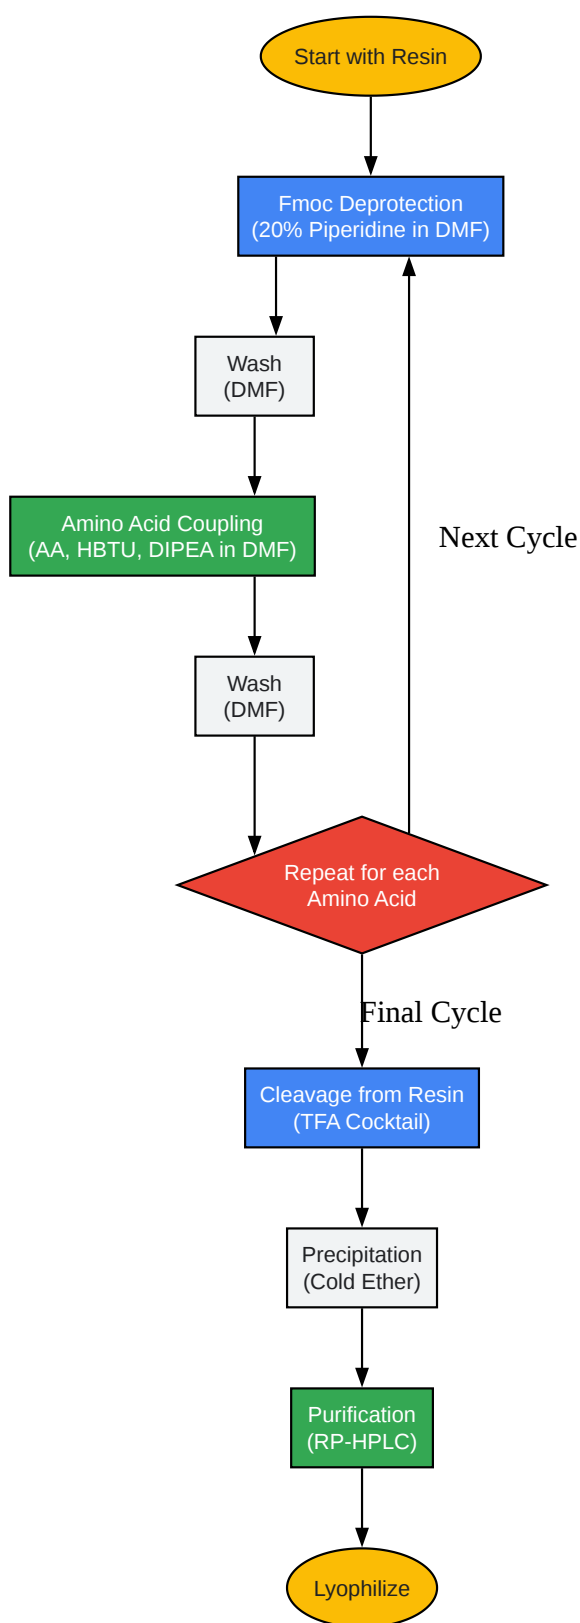 Start with Resin
Fmoc Deprotection
(20% Piperidine in DMF)
Wash
(DMF)
Amino Acid Coupling
(AA, HBTU, DIPEA in DMF)
Next Cycle
Wash
(DMF)
Repeat for each
Amino Acid
Final Cycle
Cleavage from Resin
(TFA Cocktail)
Precipitation
(Cold Ether)
Purification
(RP-HPLC)
Lyophilize